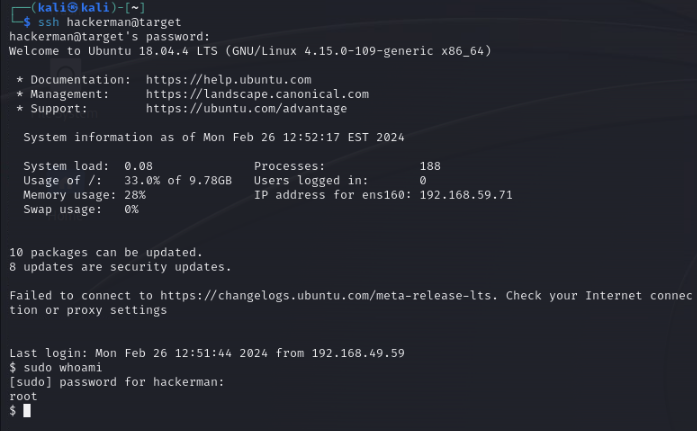 ┌──(kali㉿kali)-[~]
└─$ ssh hackerman@target
hackerman@target's password:
Welcome to Ubuntu 18.04.4 LTS (GNU/Linux 4.15.0-109-generic x86_64)
* Documentation:  https://help.ubuntu.com
* Management:     https://landscape.canonical.com
* Support:        https://ubuntu.com/advantage
System information as of Mon Feb 26 12:52:17 EST 2024
System load:  0.08              Processes:             188
Usage of /:   33.0% of 9.78GB   Users logged in:       0
Memory usage: 28%               IP address for ens160: 192.168.59.71
Swap usage:   0%
10 packages can be updated.
8 updates are security updates.
Failed to connect to https://changelogs.ubuntu.com/meta-release-lts. Check your Internet connec
tion or proxy settings
Last login: Mon Feb 26 12:51:44 2024 from 192.168.49.59
$ sudo whoami
[sudo] password for hackerman:
root
$